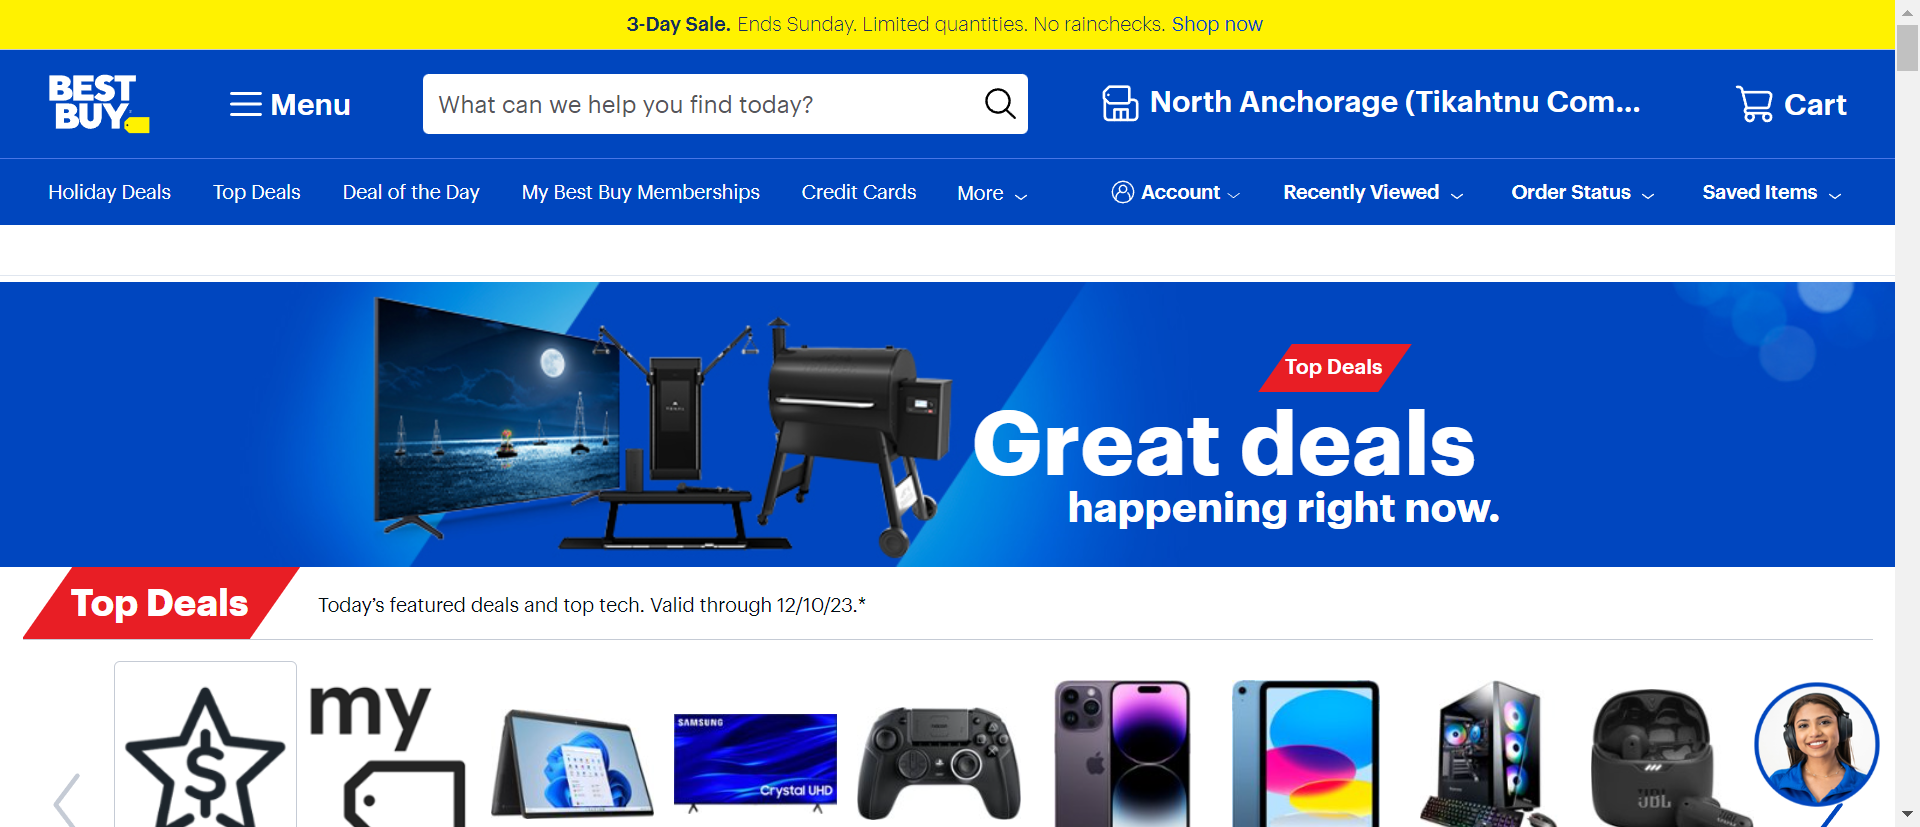 3-Day Sale. Ends Sunday. Limited quantities. No rainchecks. Shop now
BEST
BUY
Menu
What can we help you find today?
North Anchorage (Tikahtnu Com...
Cart
Holiday Deals
Top Deals
Deal of the Day
My Best Buy Memberships
Credit Cards
More
Account
Recently Viewed
Order Status
Saved Items
Top Deals
Great deals
happening right now.
Top Deals
Today's featured deals and top tech. Valid through 12/10/23.*
$
my
SAMSUNG
Crystal UHD
JBL